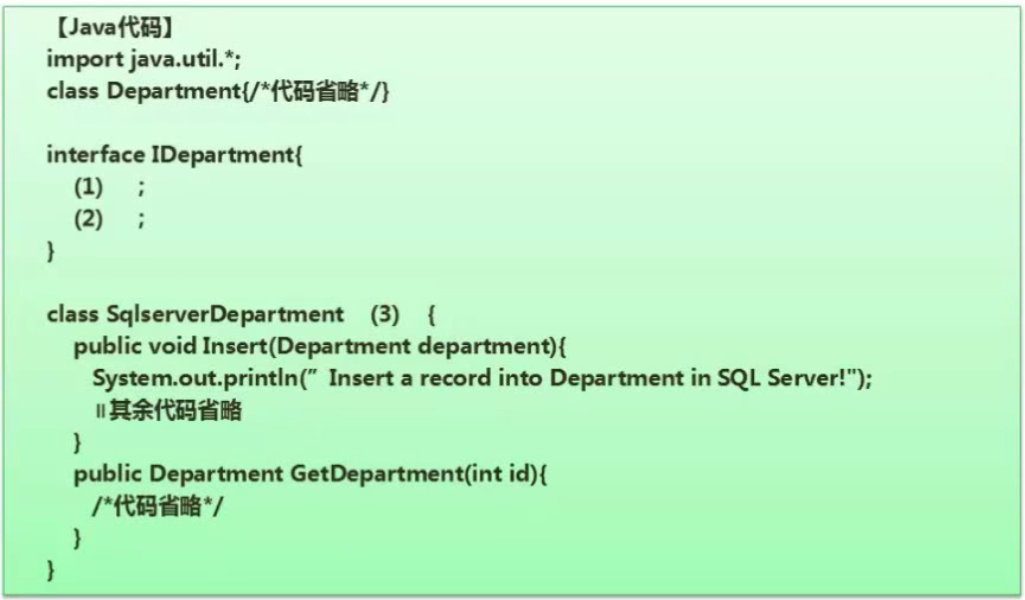 【Java代码】
import java.util.*;
class Department{/*代码省略*/}
interface IDepartment{
(1) ;
(2) ;
}
class SqlserverDepartment (3) {
public void Insert(Department department){
System.out.println(”Insert a record into Department in SQL Server!");
∥其余代码省略
}
public Department GetDepartment(int id){
/*代码省略*/
}
}